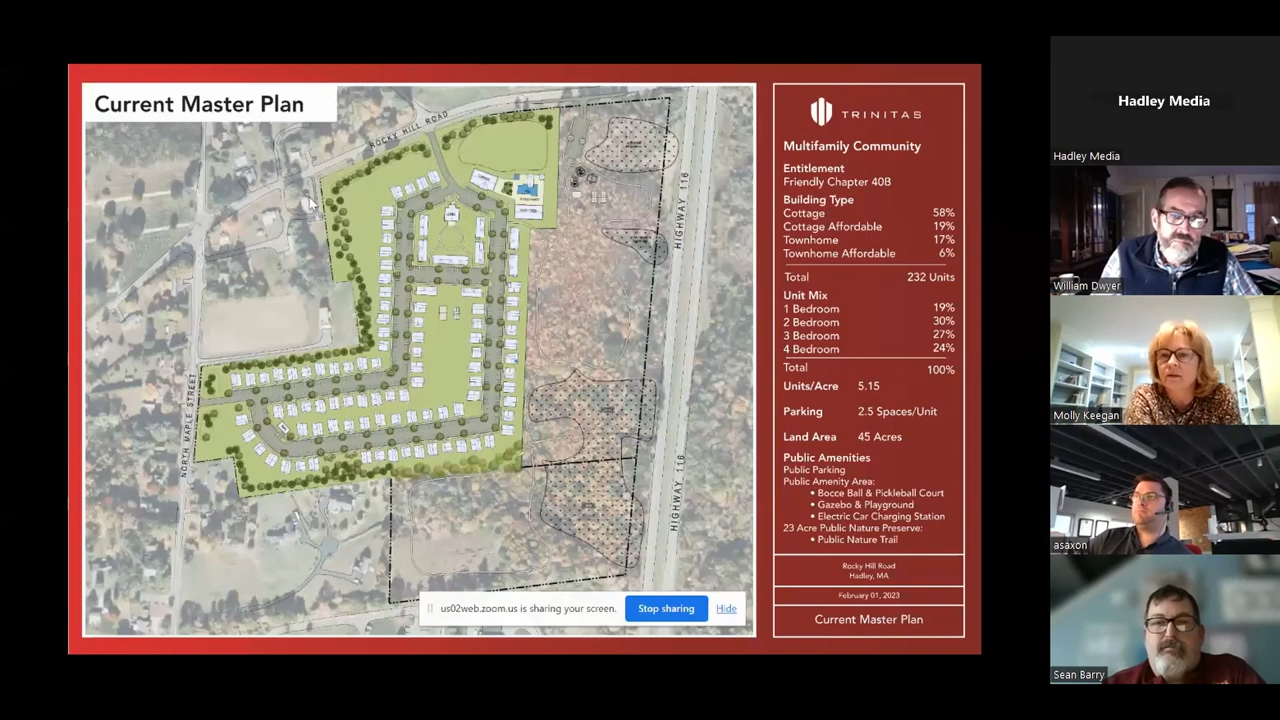 Current Master Plan
ROCKY HILL ROAD
HIGHWAY 116
NORTH MAPLE STREET
HIGHWAY 116
us02web.zoom.us is sharing your screen.
Stop sharing
Hide
TRINITAS
Multifamily Community
Entitlement
Friendly Chapter 40B
Building Type
Cottage 58%
Cottage Affordable 19%
Townhome 17%
Townhome Affordable 6%
Total 232 Units
Unit Mix
1 Bedroom 19%
2 Bedroom 30%
3 Bedroom 27%
4 Bedroom 24%
Total 100%
Units/Acre 5.15
Parking 2.5 Spaces/Unit
Land Area 45 Acres
Public Amenities
Public Parking
Public Amenity Area:
• Bocce Ball & Pickleball Court
• Gazebo & Playground
• Electric Car Charging Station
23 Acre Public Nature Preserve:
• Public Nature Trail
Rocky Hill Road
Hadley, MA
February 01, 2023
Current Master Plan
Hadley Media
Hadley Media
William Dwyer
Molly Keegan
asaxon
Sean Barry